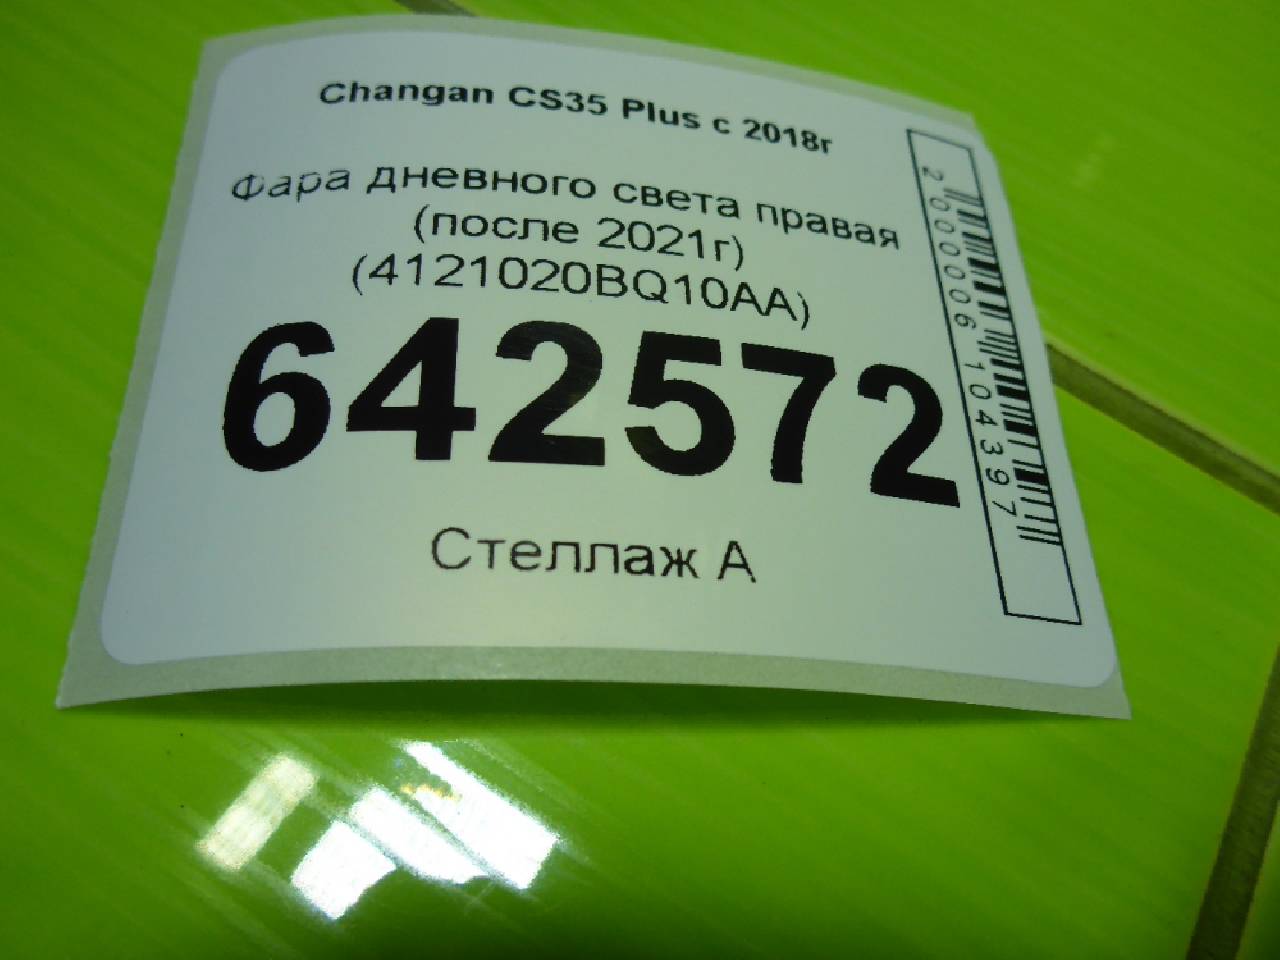 Changan CS35 Plus с 2018г
Фара дневного света правая
(после 2021г)
(4121020BQ10AA)
642572
Стеллаж А
2000006104397